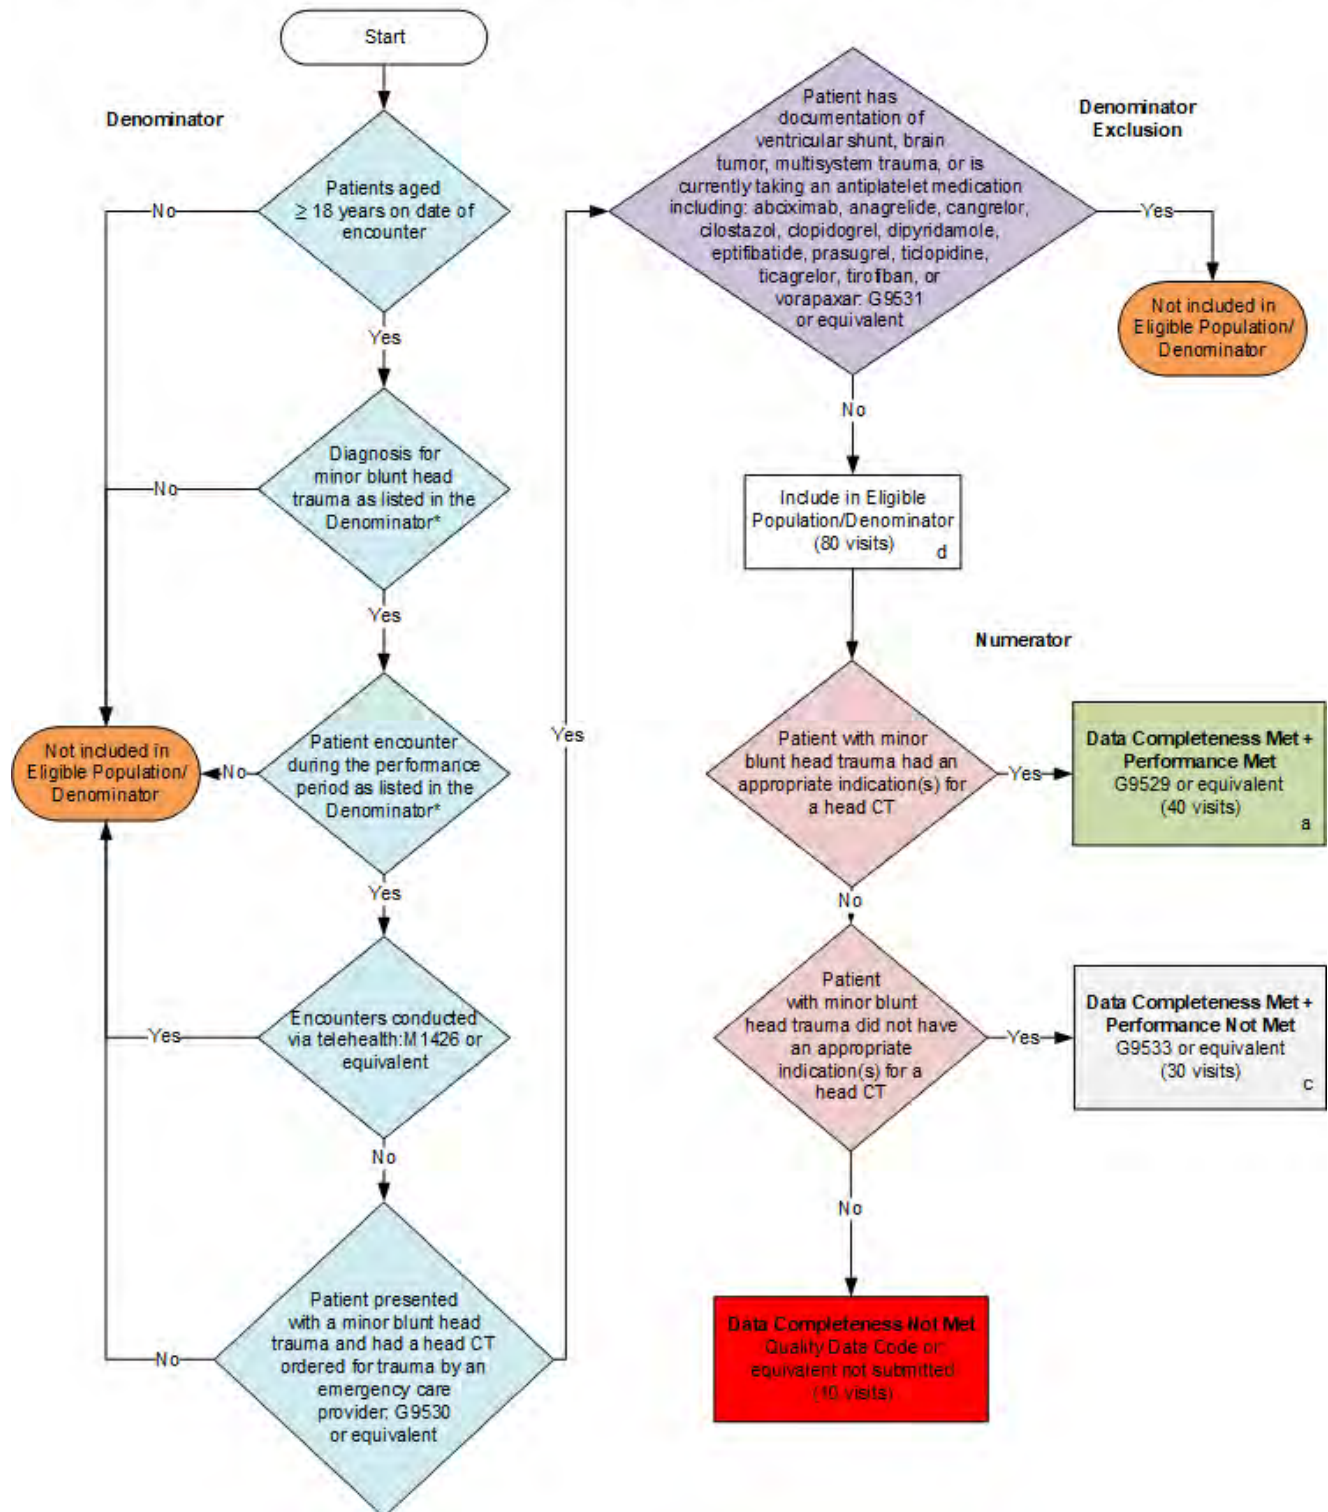 Start
Denominator
Patients aged
≥ 18 years on date of
encounter
No
Yes
Diagnosis for
minor blunt head
trauma as listed in the
Denominator*
No
Yes
Patient encounter
during the performance
period as listed in the
Denominator*
No
Not included in
Eligible Population/
Denominator
Yes
Encounters conducted
via telehealth:M1426 or
equivalent
Yes
No
Patient presented
with a minor blunt head
trauma and had a head CT
ordered for trauma by an
emergency care
provider: G9530
or equivalent
No
Yes
Patient has
documentation of
ventricular shunt, brain
tumor, multisystem trauma, or is
currently taking an antiplatelet medication
including: abciximab, anagrelide, cangrelor,
cilostazol, clopidogrel, dipyridamole,
eptifibatide, prasugrel, ticlopidine,
ticagrelor, tirofiban, or
vorapaxar: G9531
or equivalent
Denominator
Exclusion
Yes
Not included in
Eligible Population/
Denominator
No
Include in Eligible
Population/Denominator
(80 visits)
d
Numerator
Patient with minor
blunt head trauma had an
appropriate indication(s) for
a head CT
Yes
Data Completeness Met +
Performance Met
G9529 or equivalent
(40 visits)
a
No
Patient
with minor blunt
head trauma did not have
an appropriate
indication(s) for a
head CT
Yes
Data Completeness Met +
Performance Not Met
G9533 or equivalent
(30 visits)
c
No
Data Completeness Not Met
Quality Date Code or
equivalent not submitted
(10 visits)